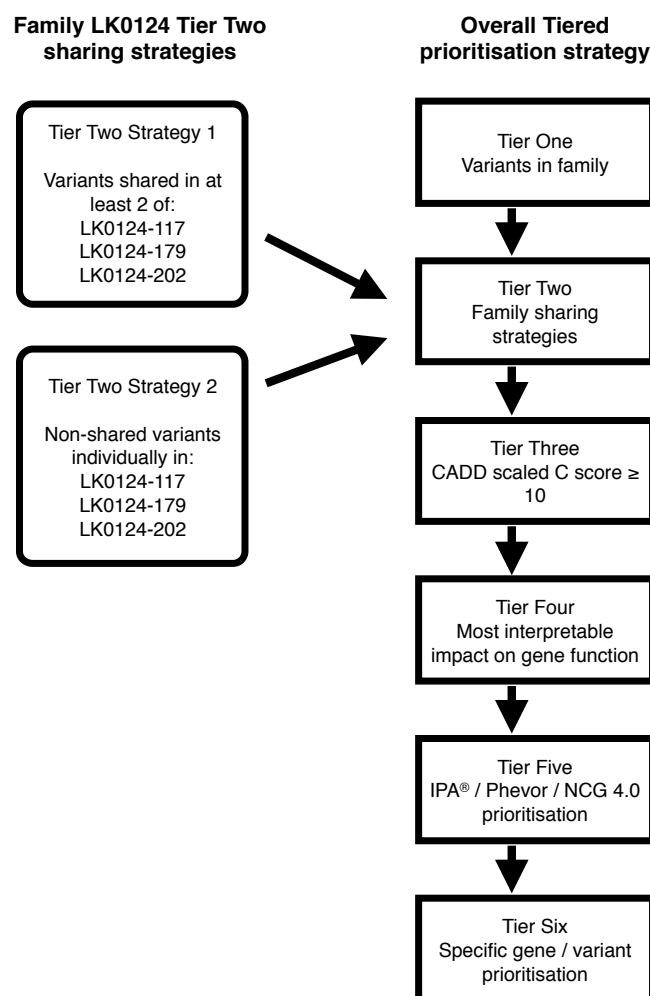 Family LK0124 Tier Two
sharing strategies
Tier Two Strategy 1
Variants shared in at
least 2 of:
LK0124-117
LK0124-179
LK0124-202
Tier Two Strategy 2
Non-shared variants
individually in:
LK0124-117
LK0124-179
LK0124-202
Overall Tiered
prioritisation strategy
Tier One
Variants in family
Tier Two
Family sharing
strategies
Tier Three
CADD scaled C score ≥
10
Tier Four
Most interpretable
impact on gene function
Tier Five
IPA® / Phevor / NCG 4.0
prioritisation
Tier Six
Specific gene / variant
prioritisation